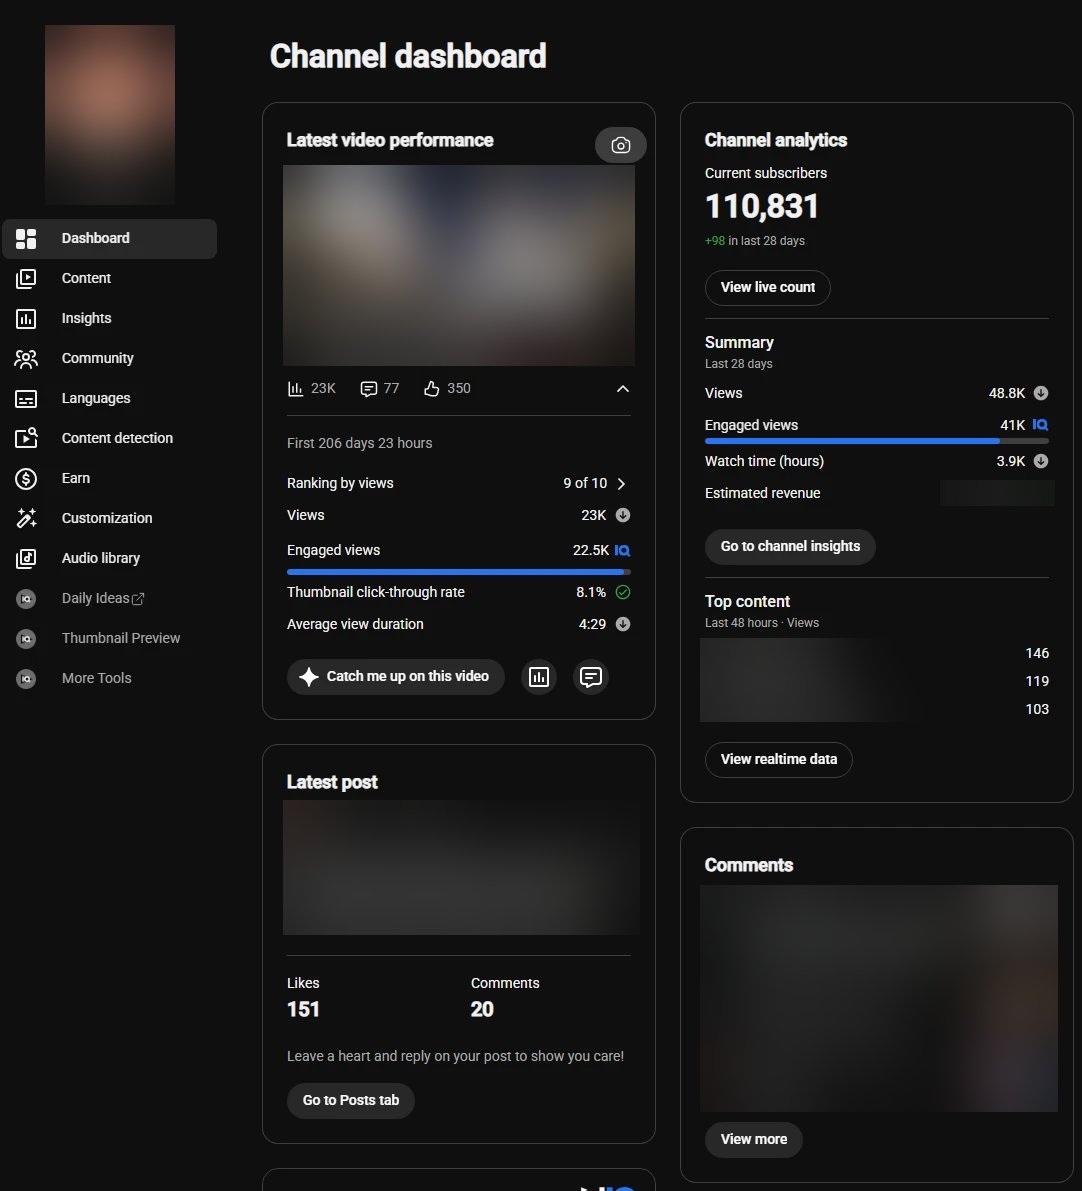 Channel dashboard
Dashboard
Content
Insights
Community
Languages
Content detection
Earn
Customization
Audio library
Daily Ideas
Thumbnail Preview
More Tools
Latest video performance
23K 77 350
First 206 days 23 hours
Ranking by views 9 of 10
Views 23K
Engaged views 22.5K IQ
Thumbnail click-through rate 8.1%
Average view duration 4:29
Catch me up on this video
Latest post
Likes Comments
151 20
Leave a heart and reply on your post to show you care!
Go to Posts tab
Channel analytics
Current subscribers
110,831
+98 in last 28 days
View live count
Summary
Last 28 days
Views 48.8K
Engaged views 41K IQ
Watch time (hours) 3.9K
Estimated revenue
Go to channel insights
Top content
Last 48 hours · Views
146
119
103
View realtime data
Comments
View more